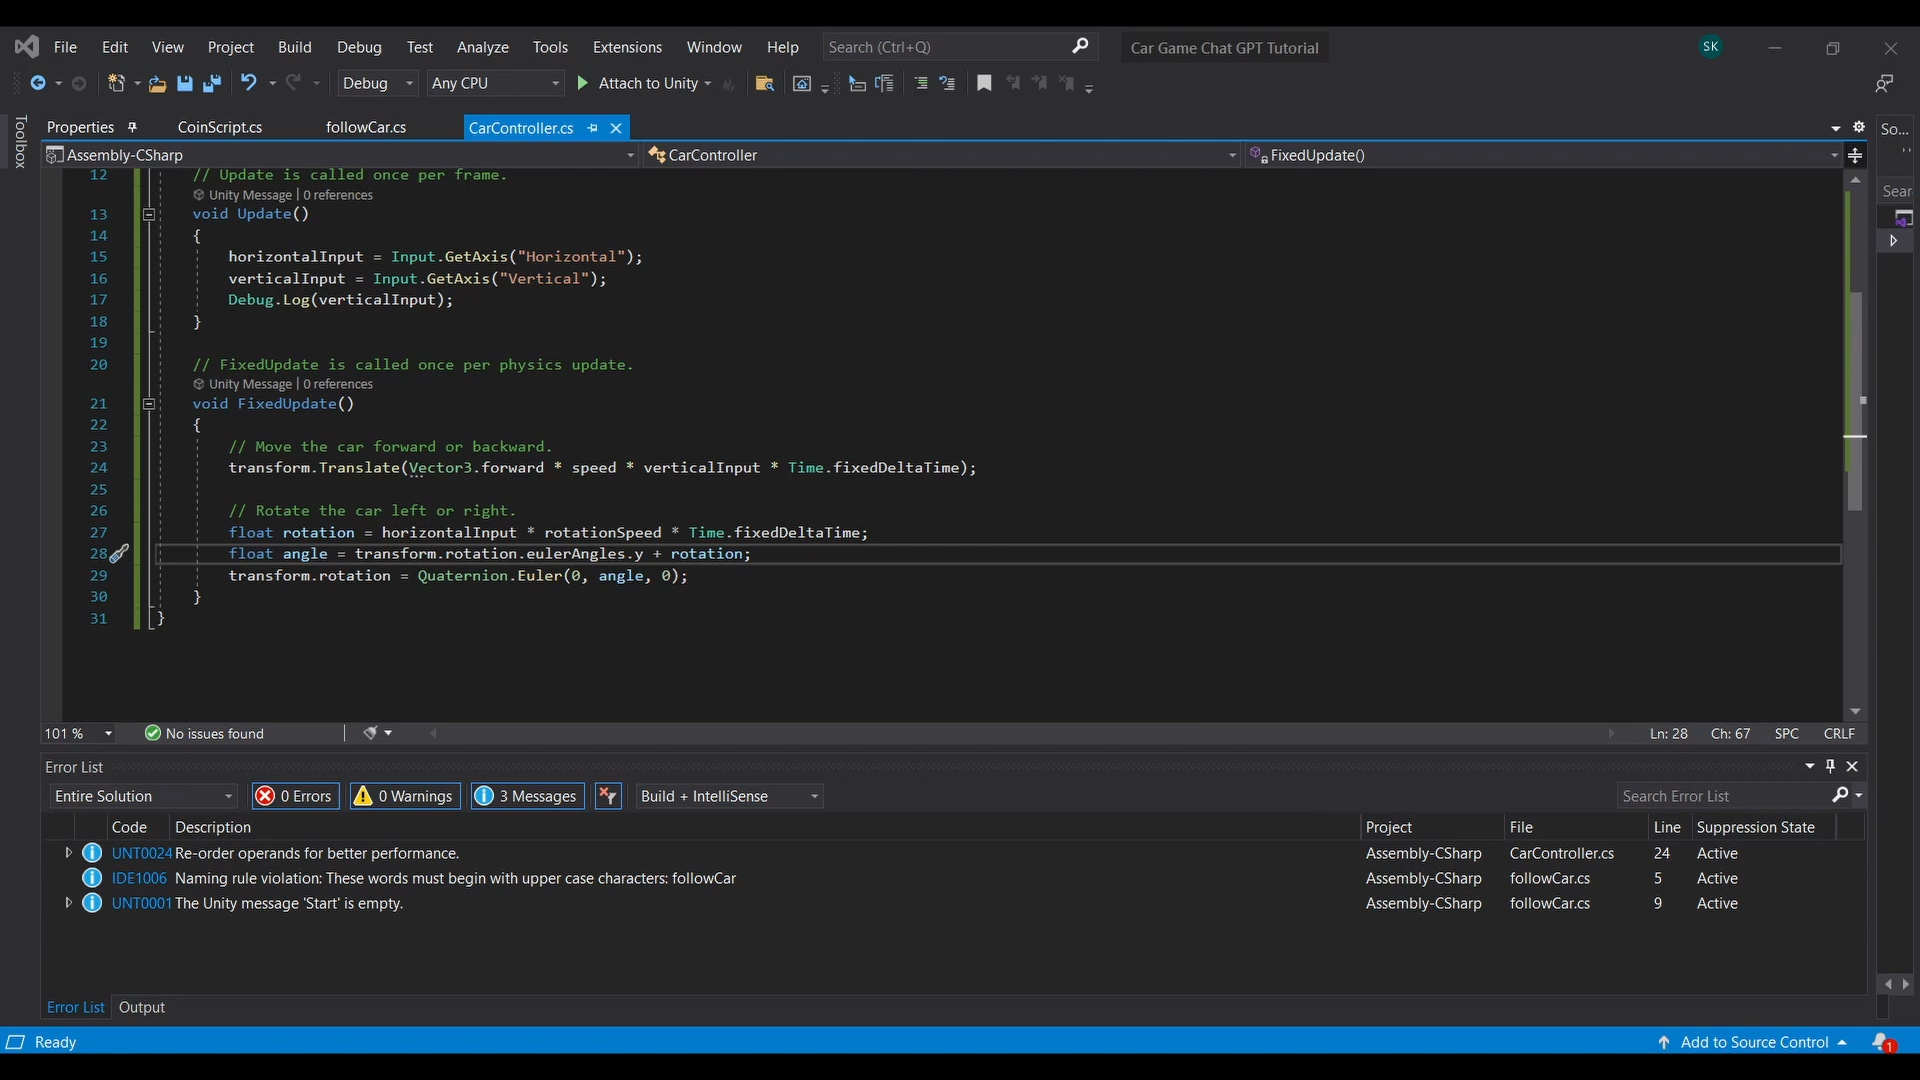 File Edit View Project Build Debug Test Analyze Tools Extensions Window Help Search (Ctrl+Q) Car Game Chat GPT Tutorial SK
Debug Any CPU Attach to Unity
Toolbox
Properties CoinScript.cs followCar.cs CarController.cs So...
Assembly-CSharp CarController FixedUpdate()
Sear
12 // Update is called once per frame.
Unity Message | 0 references
13 void Update()
14 {
15 horizontalInput = Input.GetAxis("Horizontal");
16 verticalInput = Input.GetAxis("Vertical");
17 Debug.Log(verticalInput);
18 }
19
20 // FixedUpdate is called once per physics update.
Unity Message | 0 references
21 void FixedUpdate()
22 {
23 // Move the car forward or backward.
24 transform.Translate(Vector3.forward * speed * verticalInput * Time.fixedDeltaTime);
25
26 // Rotate the car left or right.
27 float rotation = horizontalInput * rotationSpeed * Time.fixedDeltaTime;
28 float angle = transform.rotation.eulerAngles.y + rotation;
29 transform.rotation = Quaternion.Euler(0, angle, 0);
30 }
31 }
101 % No issues found Ln: 28 Ch: 67 SPC CRLF
Error List
Entire Solution 0 Errors 0 Warnings 3 Messages Build + IntelliSense Search Error List
Code Description Project File Line Suppression State
UNT0024 Re-order operands for better performance. Assembly-CSharp CarController.cs 24 Active
IDE1006 Naming rule violation: These words must begin with upper case characters: followCar Assembly-CSharp followCar.cs 5 Active
UNT0001 The Unity message 'Start' is empty. Assembly-CSharp followCar.cs 9 Active
Error List Output
Ready Add to Source Control 1